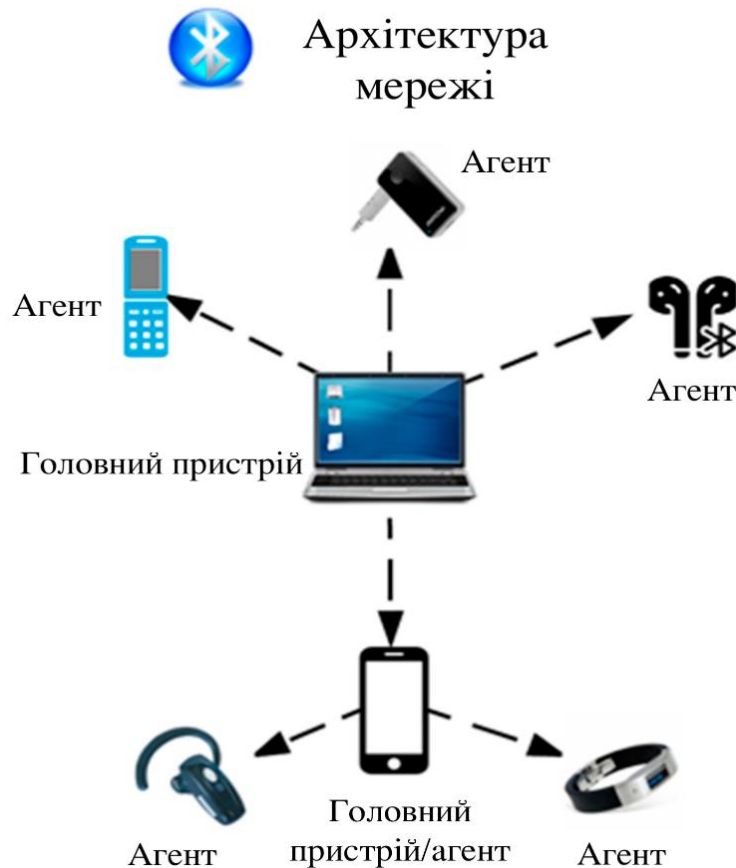 Архітектура
мережі
Агент
Агент
Агент
Головний пристрій
Головний
пристрій/агент
Агент
Агент